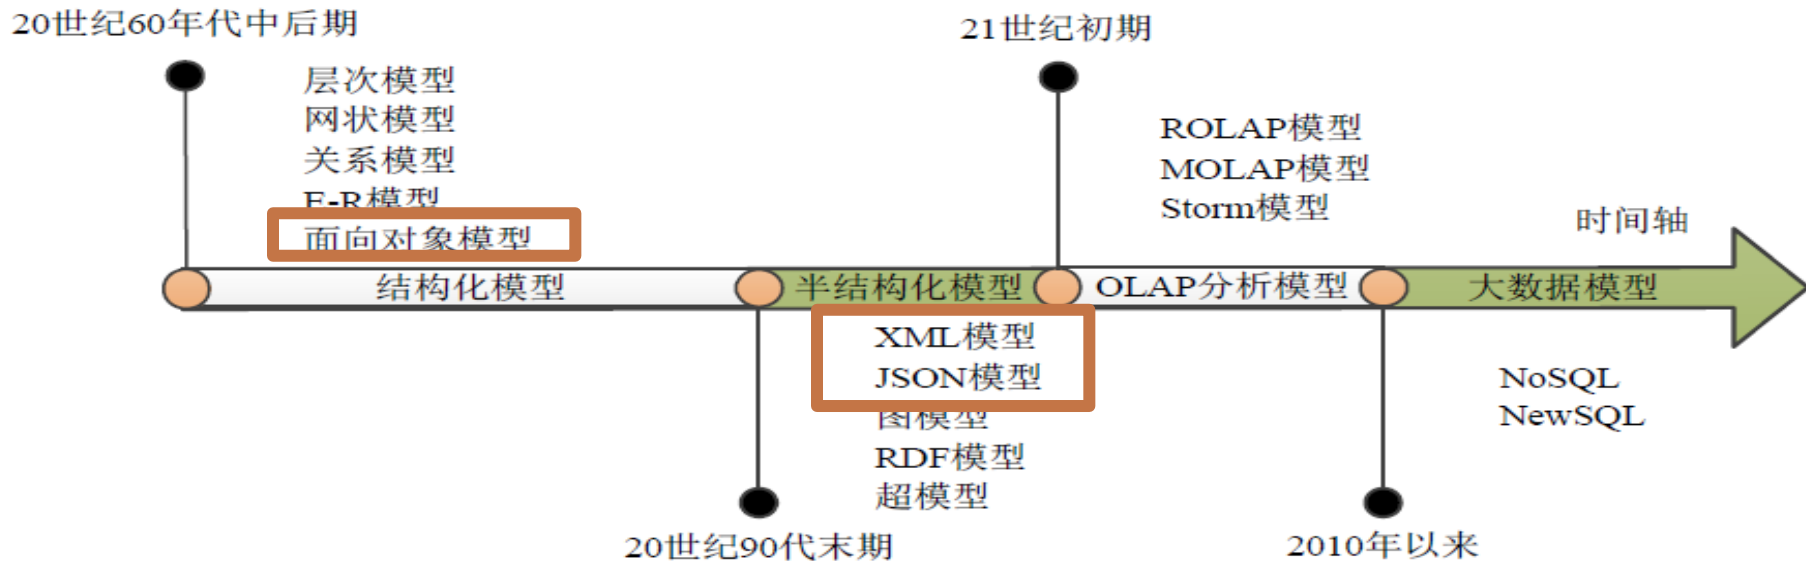 20世纪60年代中后期
21世纪初期
层次模型
网状模型
关系模型
E-R模型
面向对象模型
ROLAP模型
MOLAP模型
Storm模型
时间轴
结构化模型
半结构化模型
OLAP分析模型
大数据模型
XML模型
JSON模型
图模型
RDF模型
超模型
NoSQL
NewSQL
20世纪90代末期
2010年以来